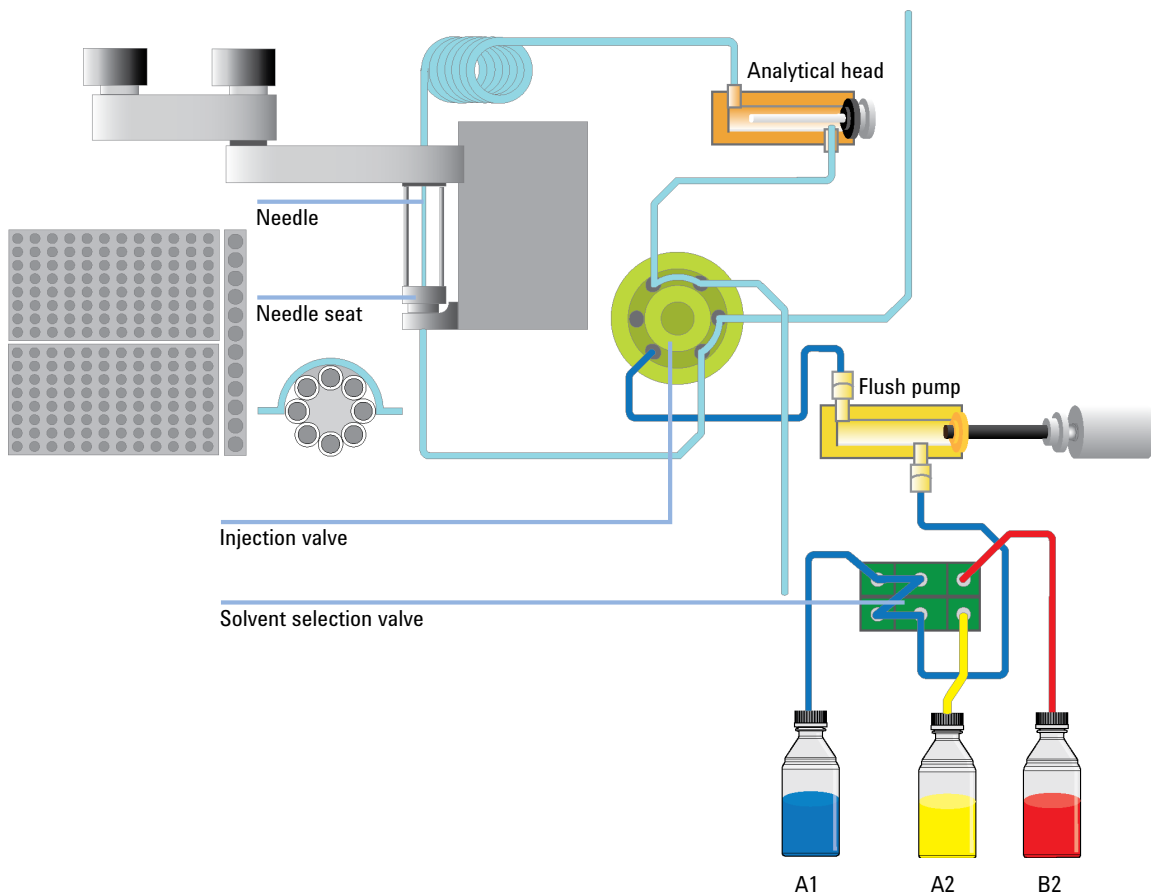 Analytical head
Needle
Needle seat
Flush pump
Injection valve
Solvent selection valve
A1
A2
B2